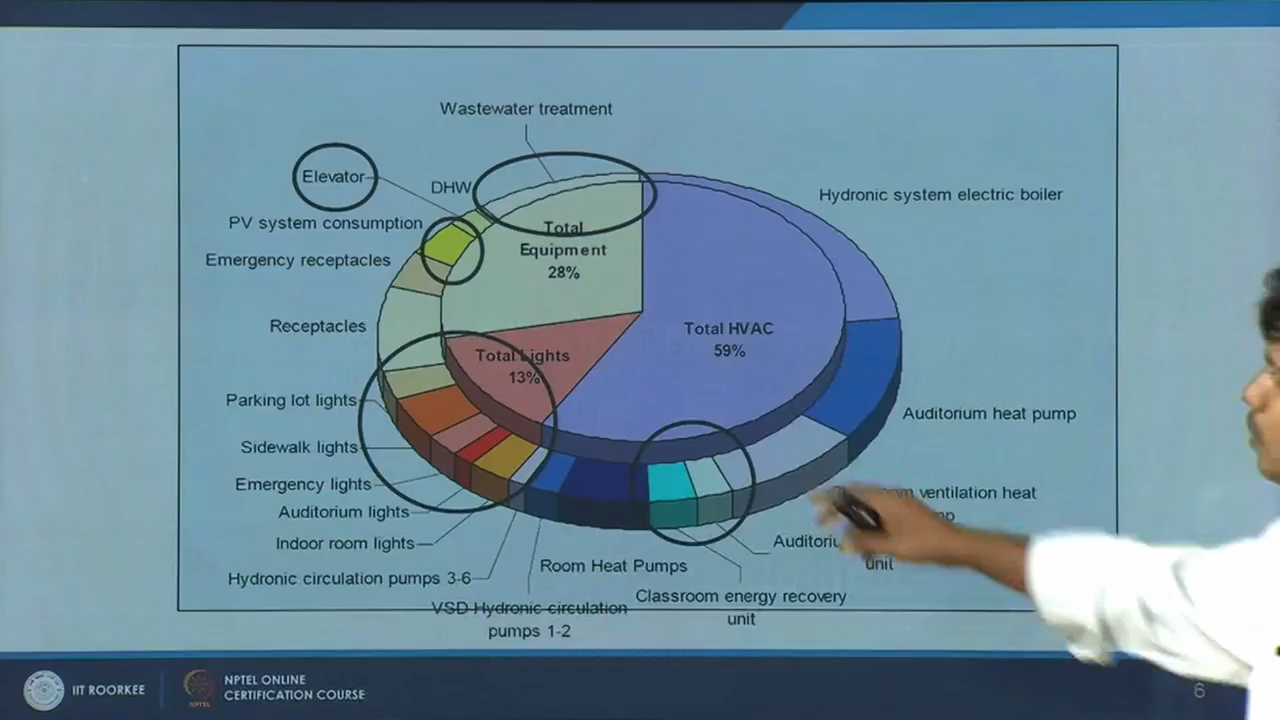 Wastewater treatment
Elevator
DHW
Hydronic system electric boiler
PV system consumption
Total
Equipment
28%
Emergency receptacles
Receptacles
Total HVAC
59%
Total Lights
13%
Parking lot lights
Auditorium heat pump
Sidewalk lights
Emergency lights
ventilation heat
Auditorium lights
Indoor room lights
unit
Room Heat Pumps
Hydronic circulation pumps 3-6
Classroom energy recovery
unit
VSD Hydronic circulation
pumps 1-2
IIT ROORKEE
NPTEL ONLINE
CERTIFICATION COURSE
NPTEL
6